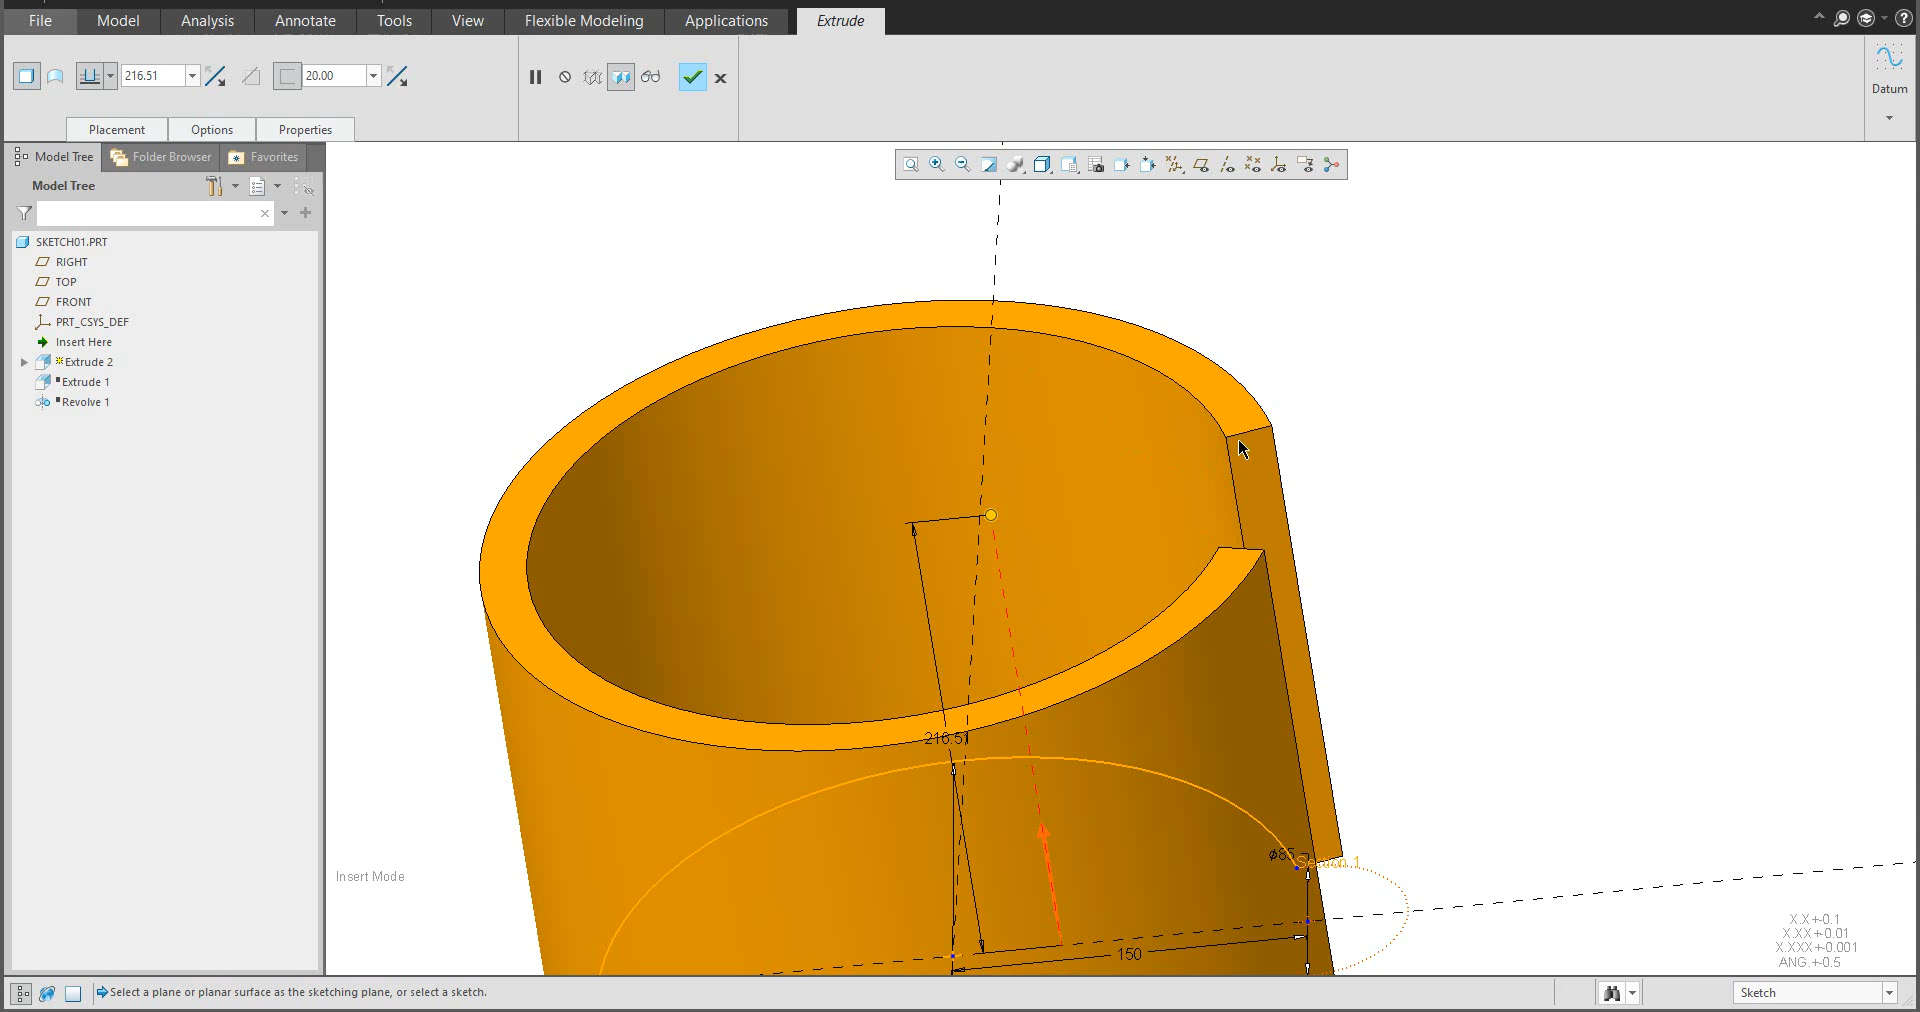 File Model Analysis Annotate Tools View Flexible Modeling Applications Extrude
216.51 20.00
Datum
Placement Options Properties
Model Tree Folder Browser Favorites
Model Tree
SKETCH01.PRT
RIGHT
TOP
FRONT
PRT_CSYS_DEF
Insert Here
Extrude 2
Extrude 1
Revolve 1
216.51
ϕ85
Section 1
Insert Mode
150
X.X+-0.1
X.XX+-0.01
X.XXX+-0.001
ANG.+-0.5
Select a plane or planar surface as the sketching plane, or select a sketch.
Sketch